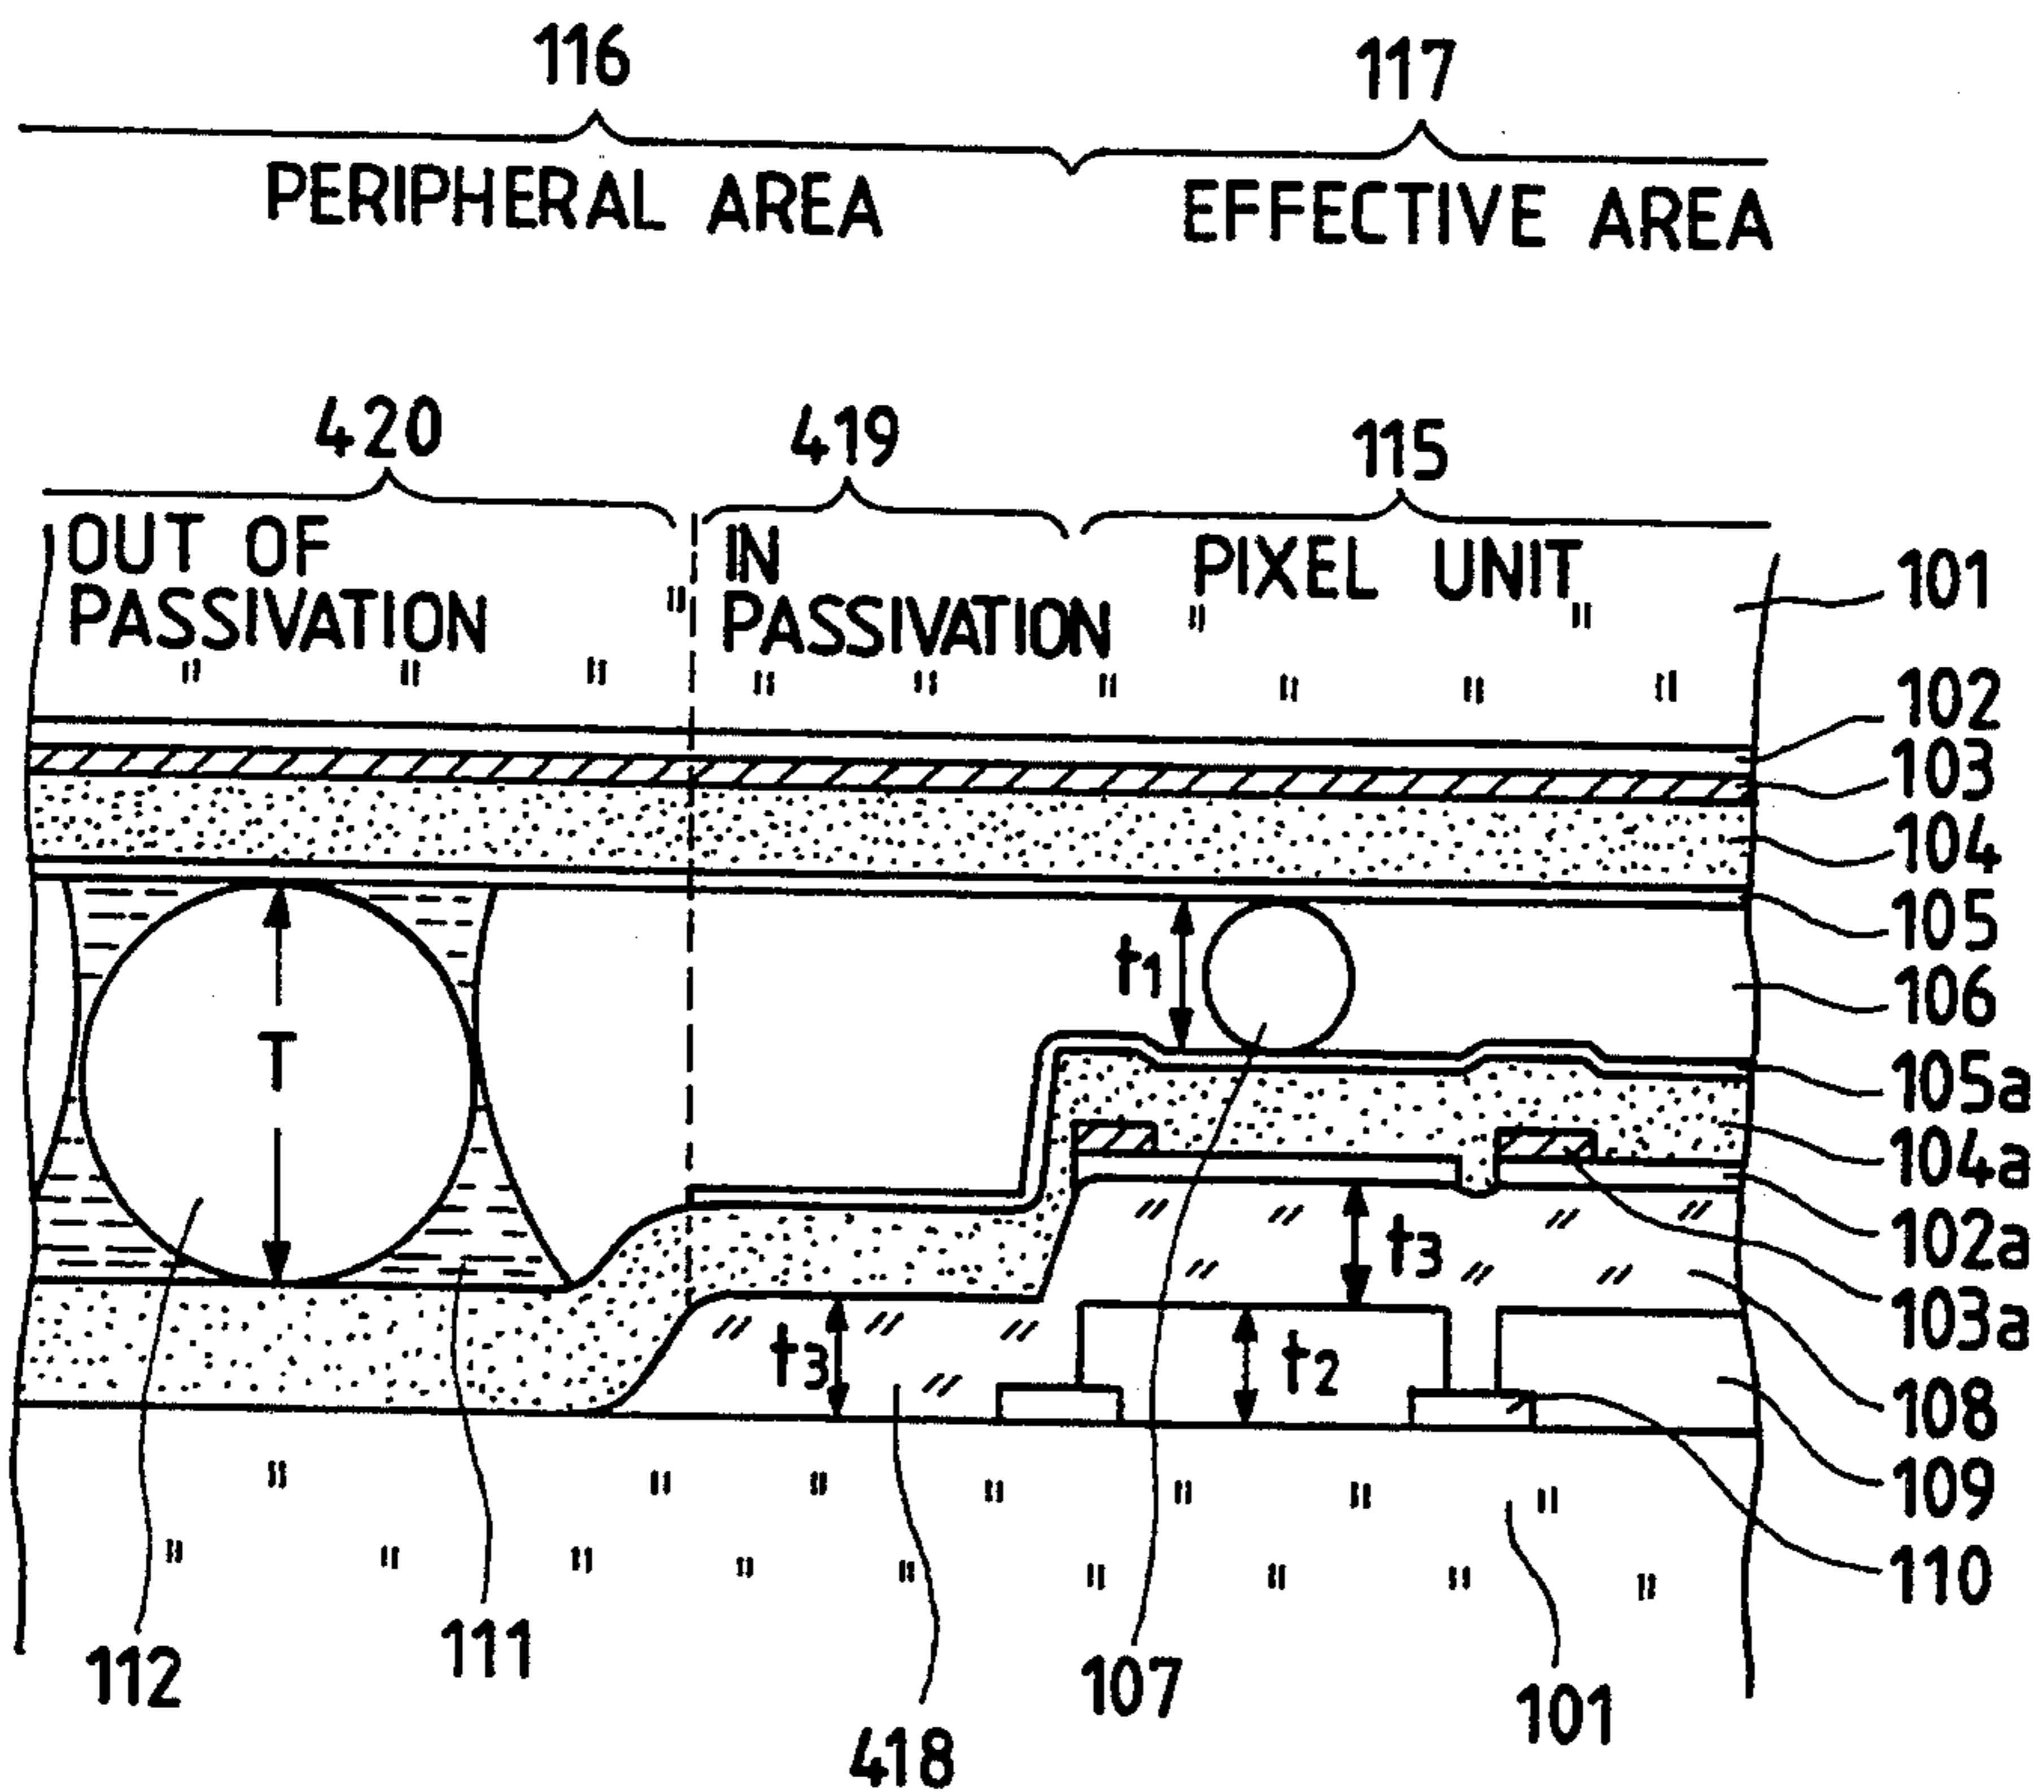 116
117
PERIPHERAL AREA
EFFECTIVE AREA
420
419
115
OUT OF
PASSIVATION
IN
PASSIVATION
PIXEL UNIT
101
102
103
104
105
106
105a
104a
102a
103a
108
109
110
T
t1
t3
t3
t2
112
111
418
107
101